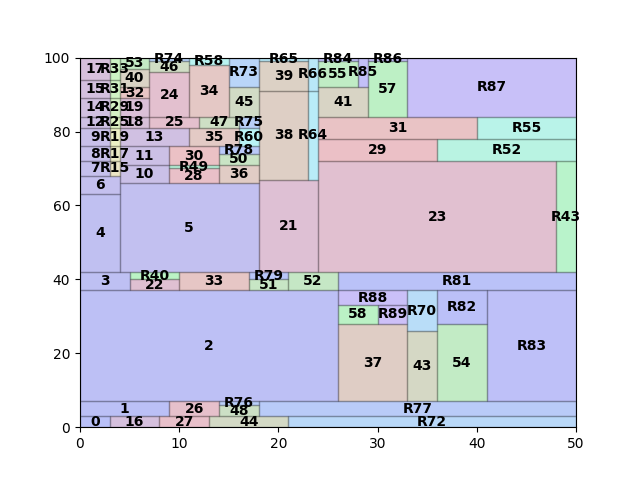 100
80
60
40
20
0
R74 R65 R84 R86
17 R33 53 46 R58 R73 39 R66 55 R85 57 R87
40
15 R31 32 24 34 45 41
14 R29 19
12 R25 18 25 47 R75 38 R64 31 R55
9 R19 13 35 R60
8 R17 11 30 R78 50 29 R52
7 R15 10 R49 28 36
6
4 5 21 23 R43
3 R40 22 33 R79 51 52 R81
2 R88 58 R89 R70 R82 37 43 54 R83
1 26 R76 48 R77
0 16 27 44 R72
0 10 20 30 40 50